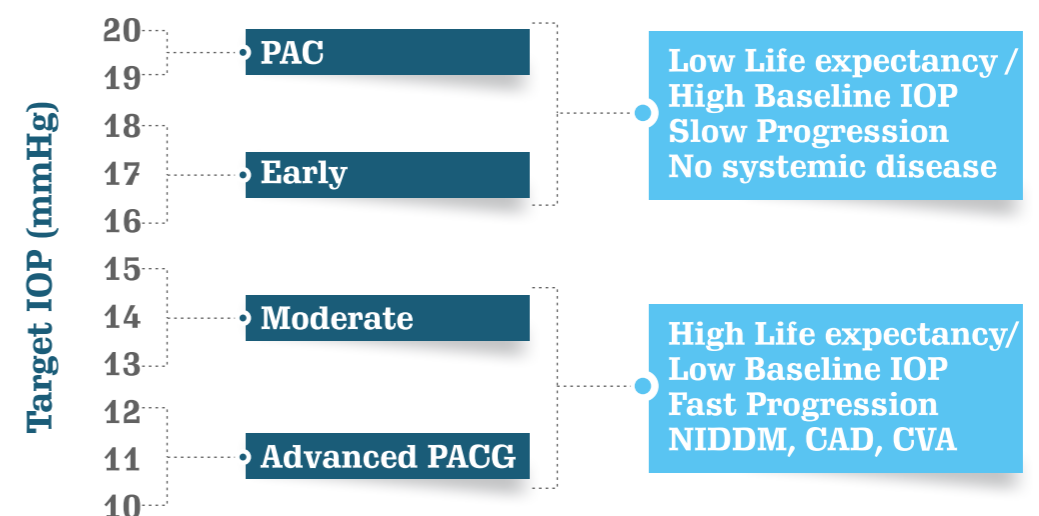 Target IOP (mmHg)
20
19
18
17
16
15
14
13
12
11
10
PAC
Early
Moderate
Advanced PACG
Low Life expectancy /
High Baseline IOP
Slow Progression
No systemic disease
High Life expectancy/
Low Baseline IOP
Fast Progression
NIDDM, CAD, CVA